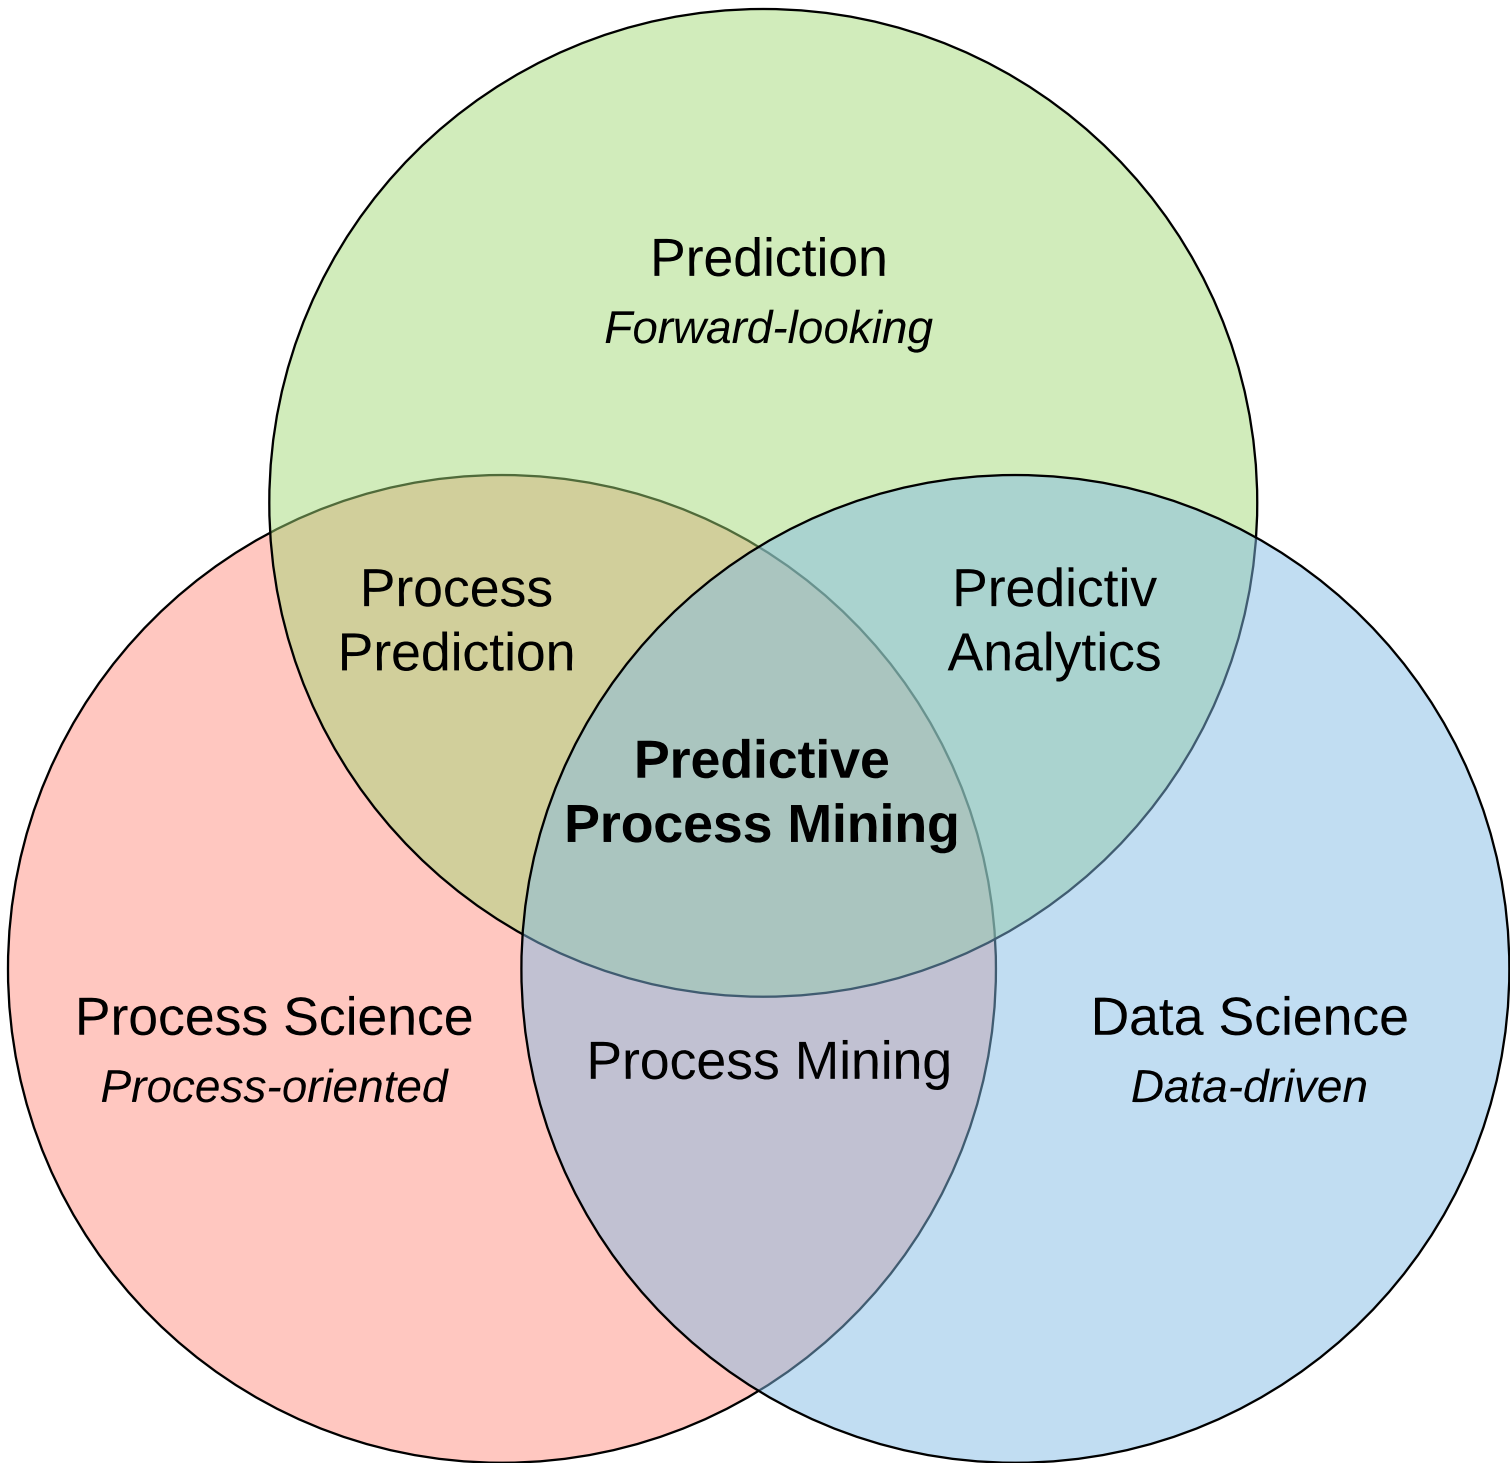 Prediction
Forward-looking
Process
Prediction
Predictiv
Analytics
Predictive
Process Mining
Process Science
Process-oriented
Process Mining
Data Science
Data-driven